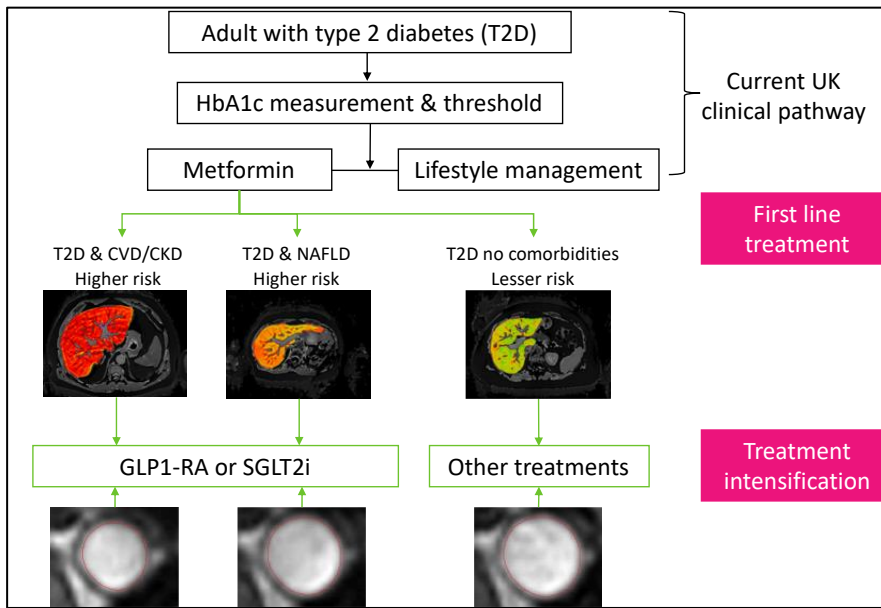 Adult with type 2 diabetes (T2D)
HbA1c measurement & threshold
Current UK
clinical pathway
Metformin
Lifestyle management
First line
treatment
T2D & CVD/CKD
Higher risk
T2D & NAFLD
Higher risk
T2D no comorbidities
Lesser risk
GLP1-RA or SGLT2i
Other treatments
Treatment
intensification